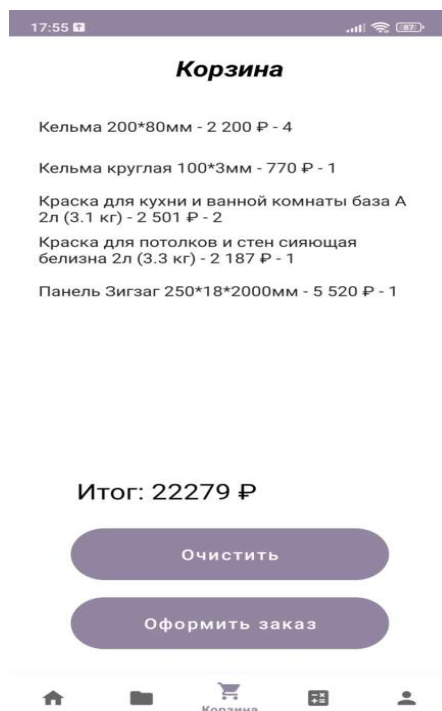 17:55
87
Корзина
Кельма 200*80мм - 2 200 ₽ - 4
Кельма круглая 100*3мм - 770 ₽ - 1
Краска для кухни и ванной комнаты база А
2л (3.1 кг) - 2 501 ₽ - 2
Краска для потолков и стен сияющая
белизна 2л (3.3 кг) - 2 187 ₽ - 1
Панель Зигзаг 250*18*2000мм - 5 520 ₽ - 1
Итог: 22279 ₽
Очистить
Оформить заказ
Корзина